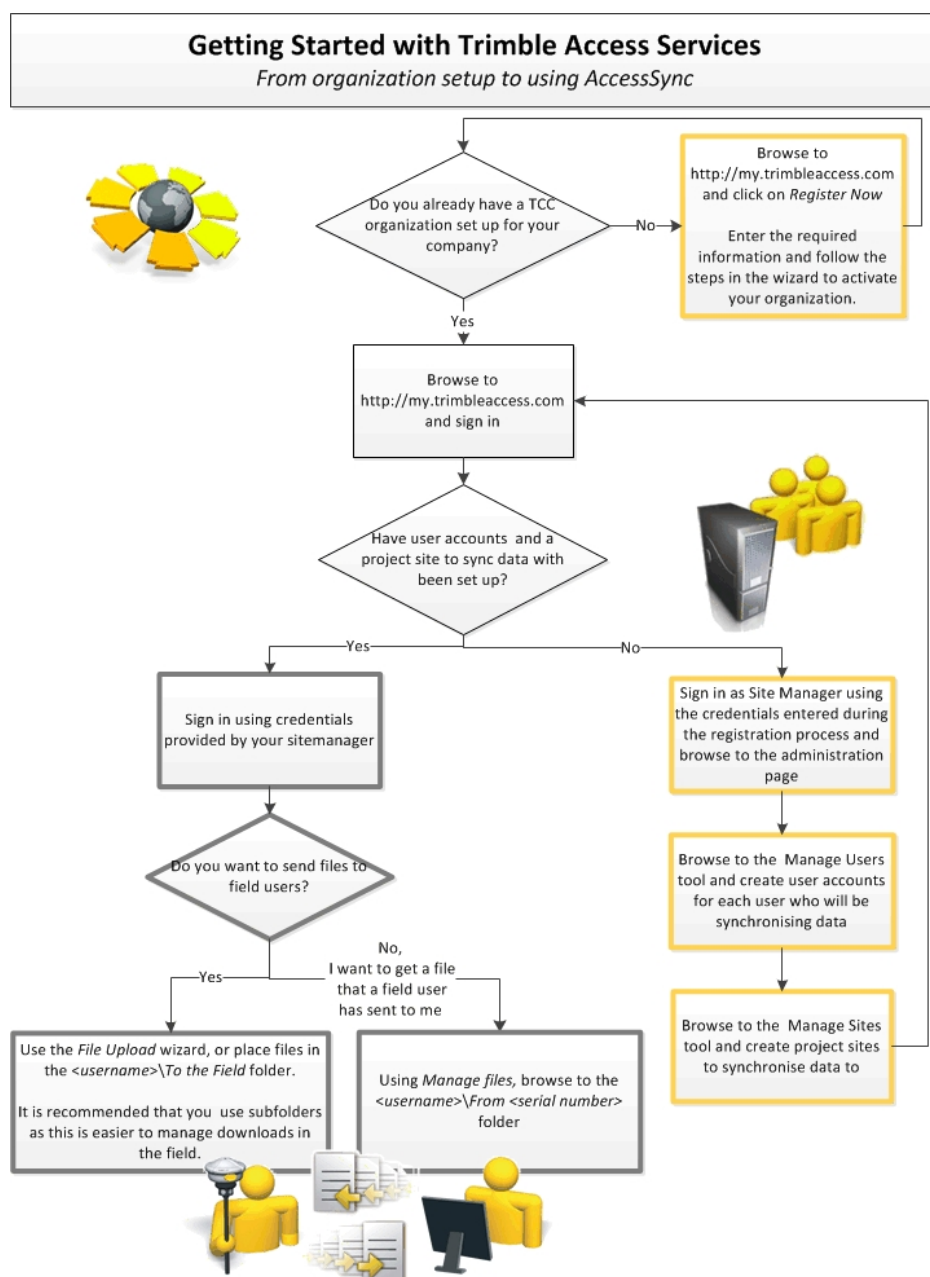 Getting Started with Trimble Access Services
From organization setup to using AccessSync
Do you already have a TCC
organization set up for your
company?
No
Browse to
http://my.trimbleaccess.com
and click on Register Now
Enter the required
information and follow the
steps in the wizard to activate
your organization.
Yes
Browse to
http://my.trimbleaccess.com
and sign in
Have user accounts and a
project site to sync data with
been set up?
Yes
No
Sign in using credentials
provided by your sitemanager
Sign in as Site Manager using
the credentials entered during
the registration process and
browse to the administration
page
Do you want to send files to
field users?
Browse to the Manage Users
tool and create user accounts
for each user who will be
synchronising data
Yes
No,
I want to get a file
that a field user
has sent to me
Browse to the Manage Sites
tool and create project sites
to synchronise data to
Use the File Upload wizard, or place files in
the <username>\To the Field folder.
It is recommended that you use subfolders
as this is easier to manage downloads in
the field.
Using Manage files, browse to the
<username>\From <serial number>
folder